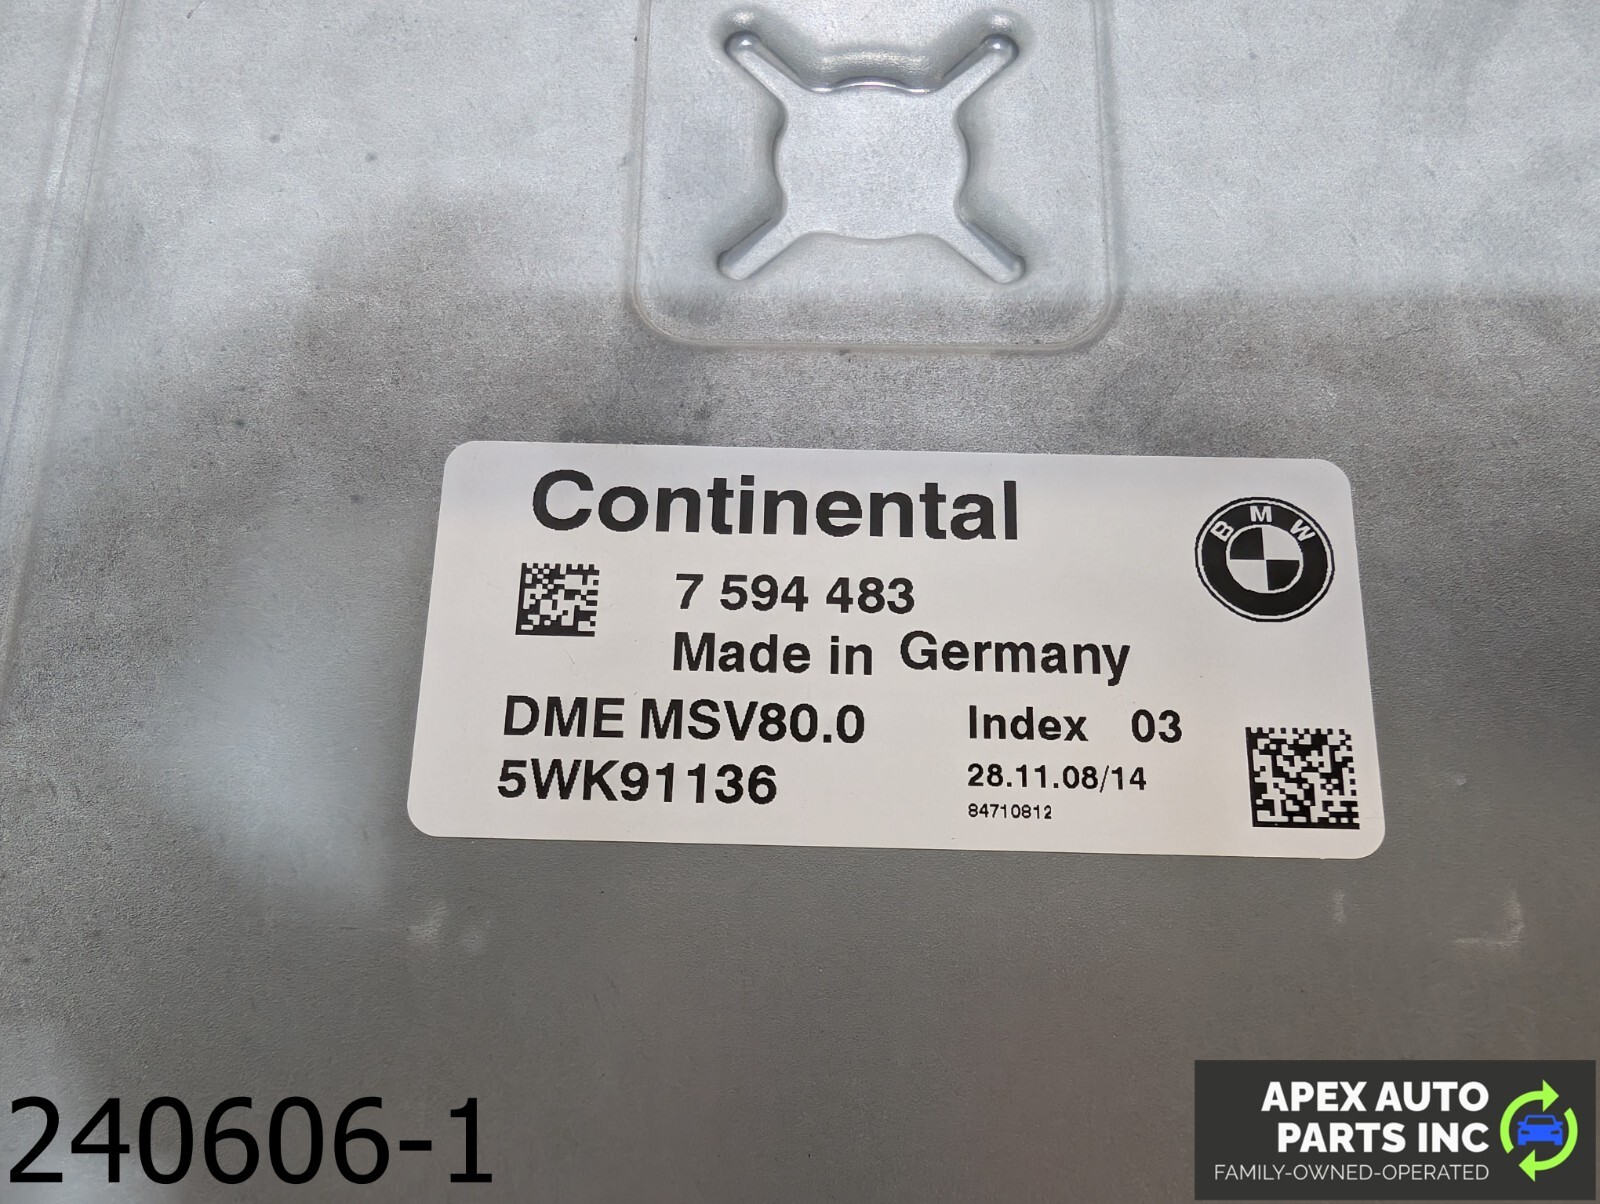 Continental
BMW
7 594 483
Made in Germany
DME MSV80.0 Index 03
5WK91136 28.11.08/14
84710812
240606-1
APEX AUTO
PARTS INC
FAMILY-OWNED-OPERATED